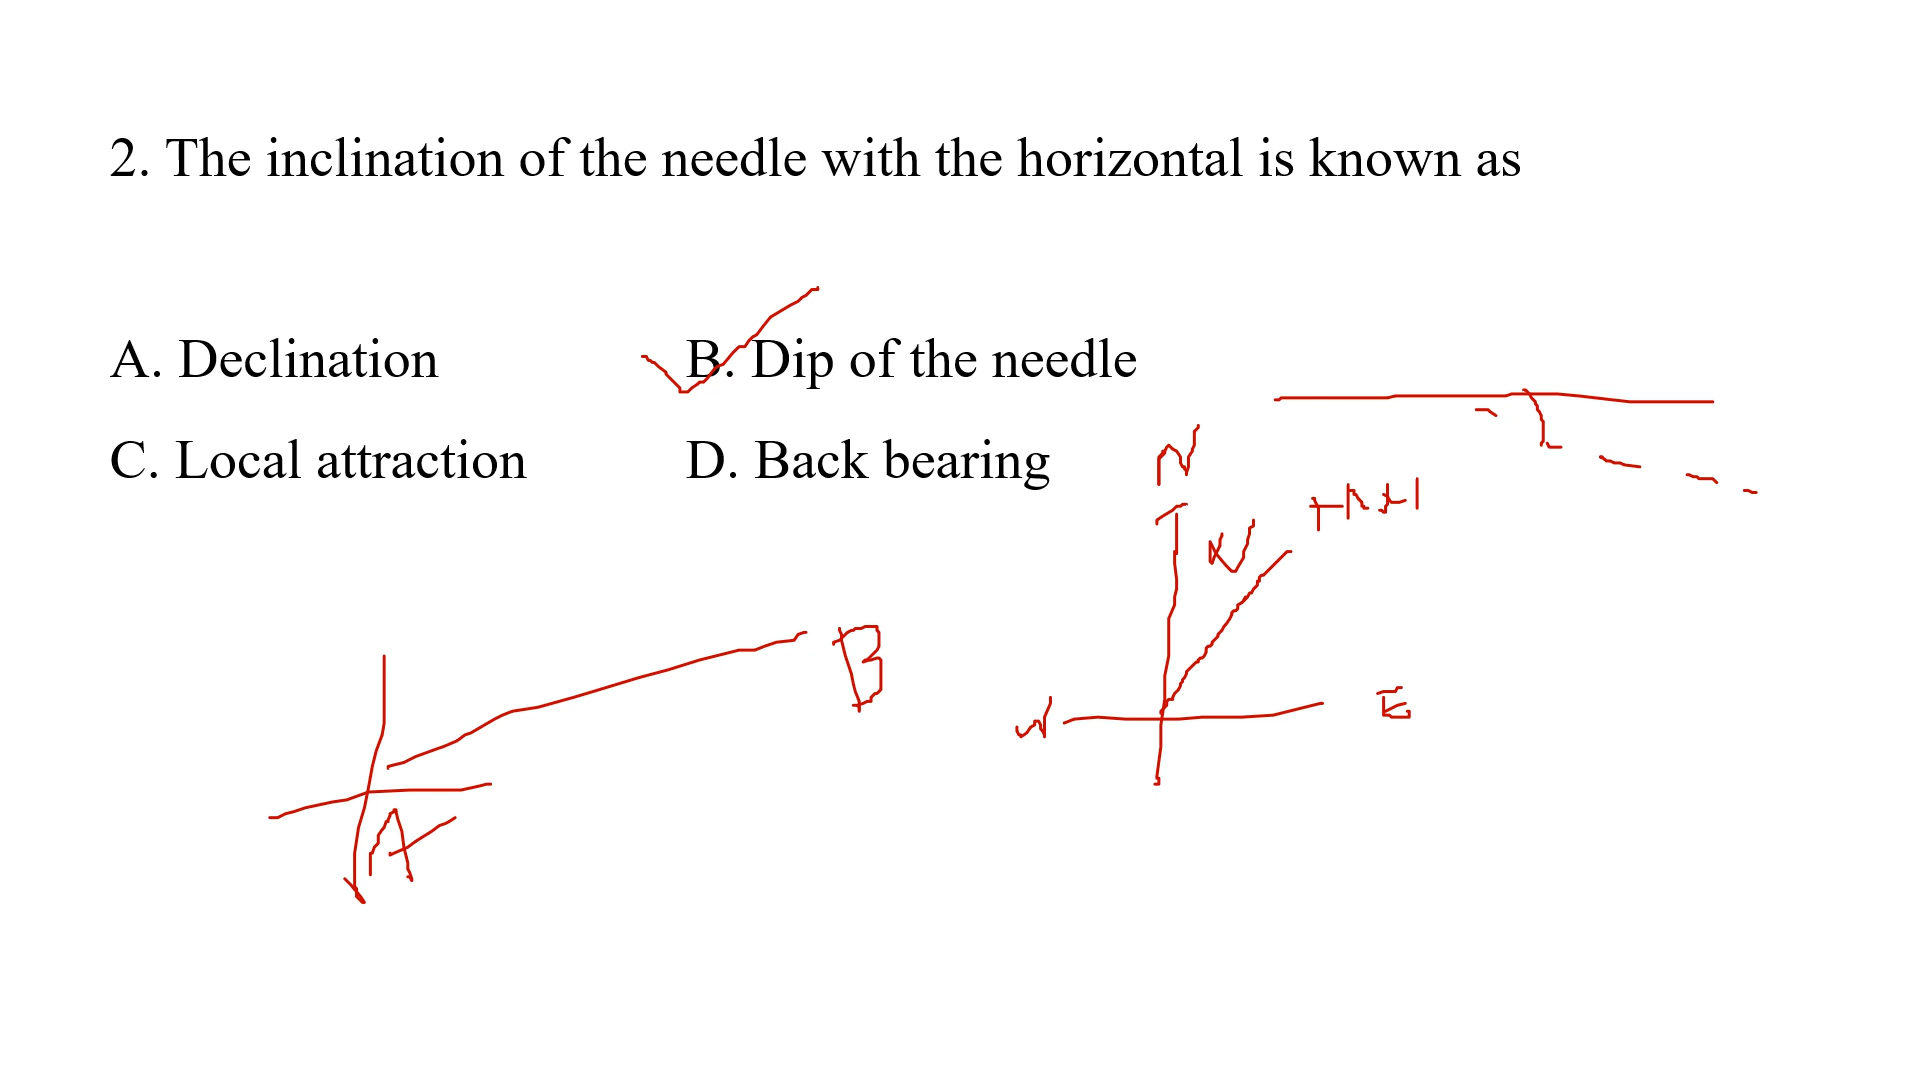 2. The inclination of the needle with the horizontal is known as
A. Declination B. Dip of the needle
C. Local attraction D. Back bearing
N
B
W E
A